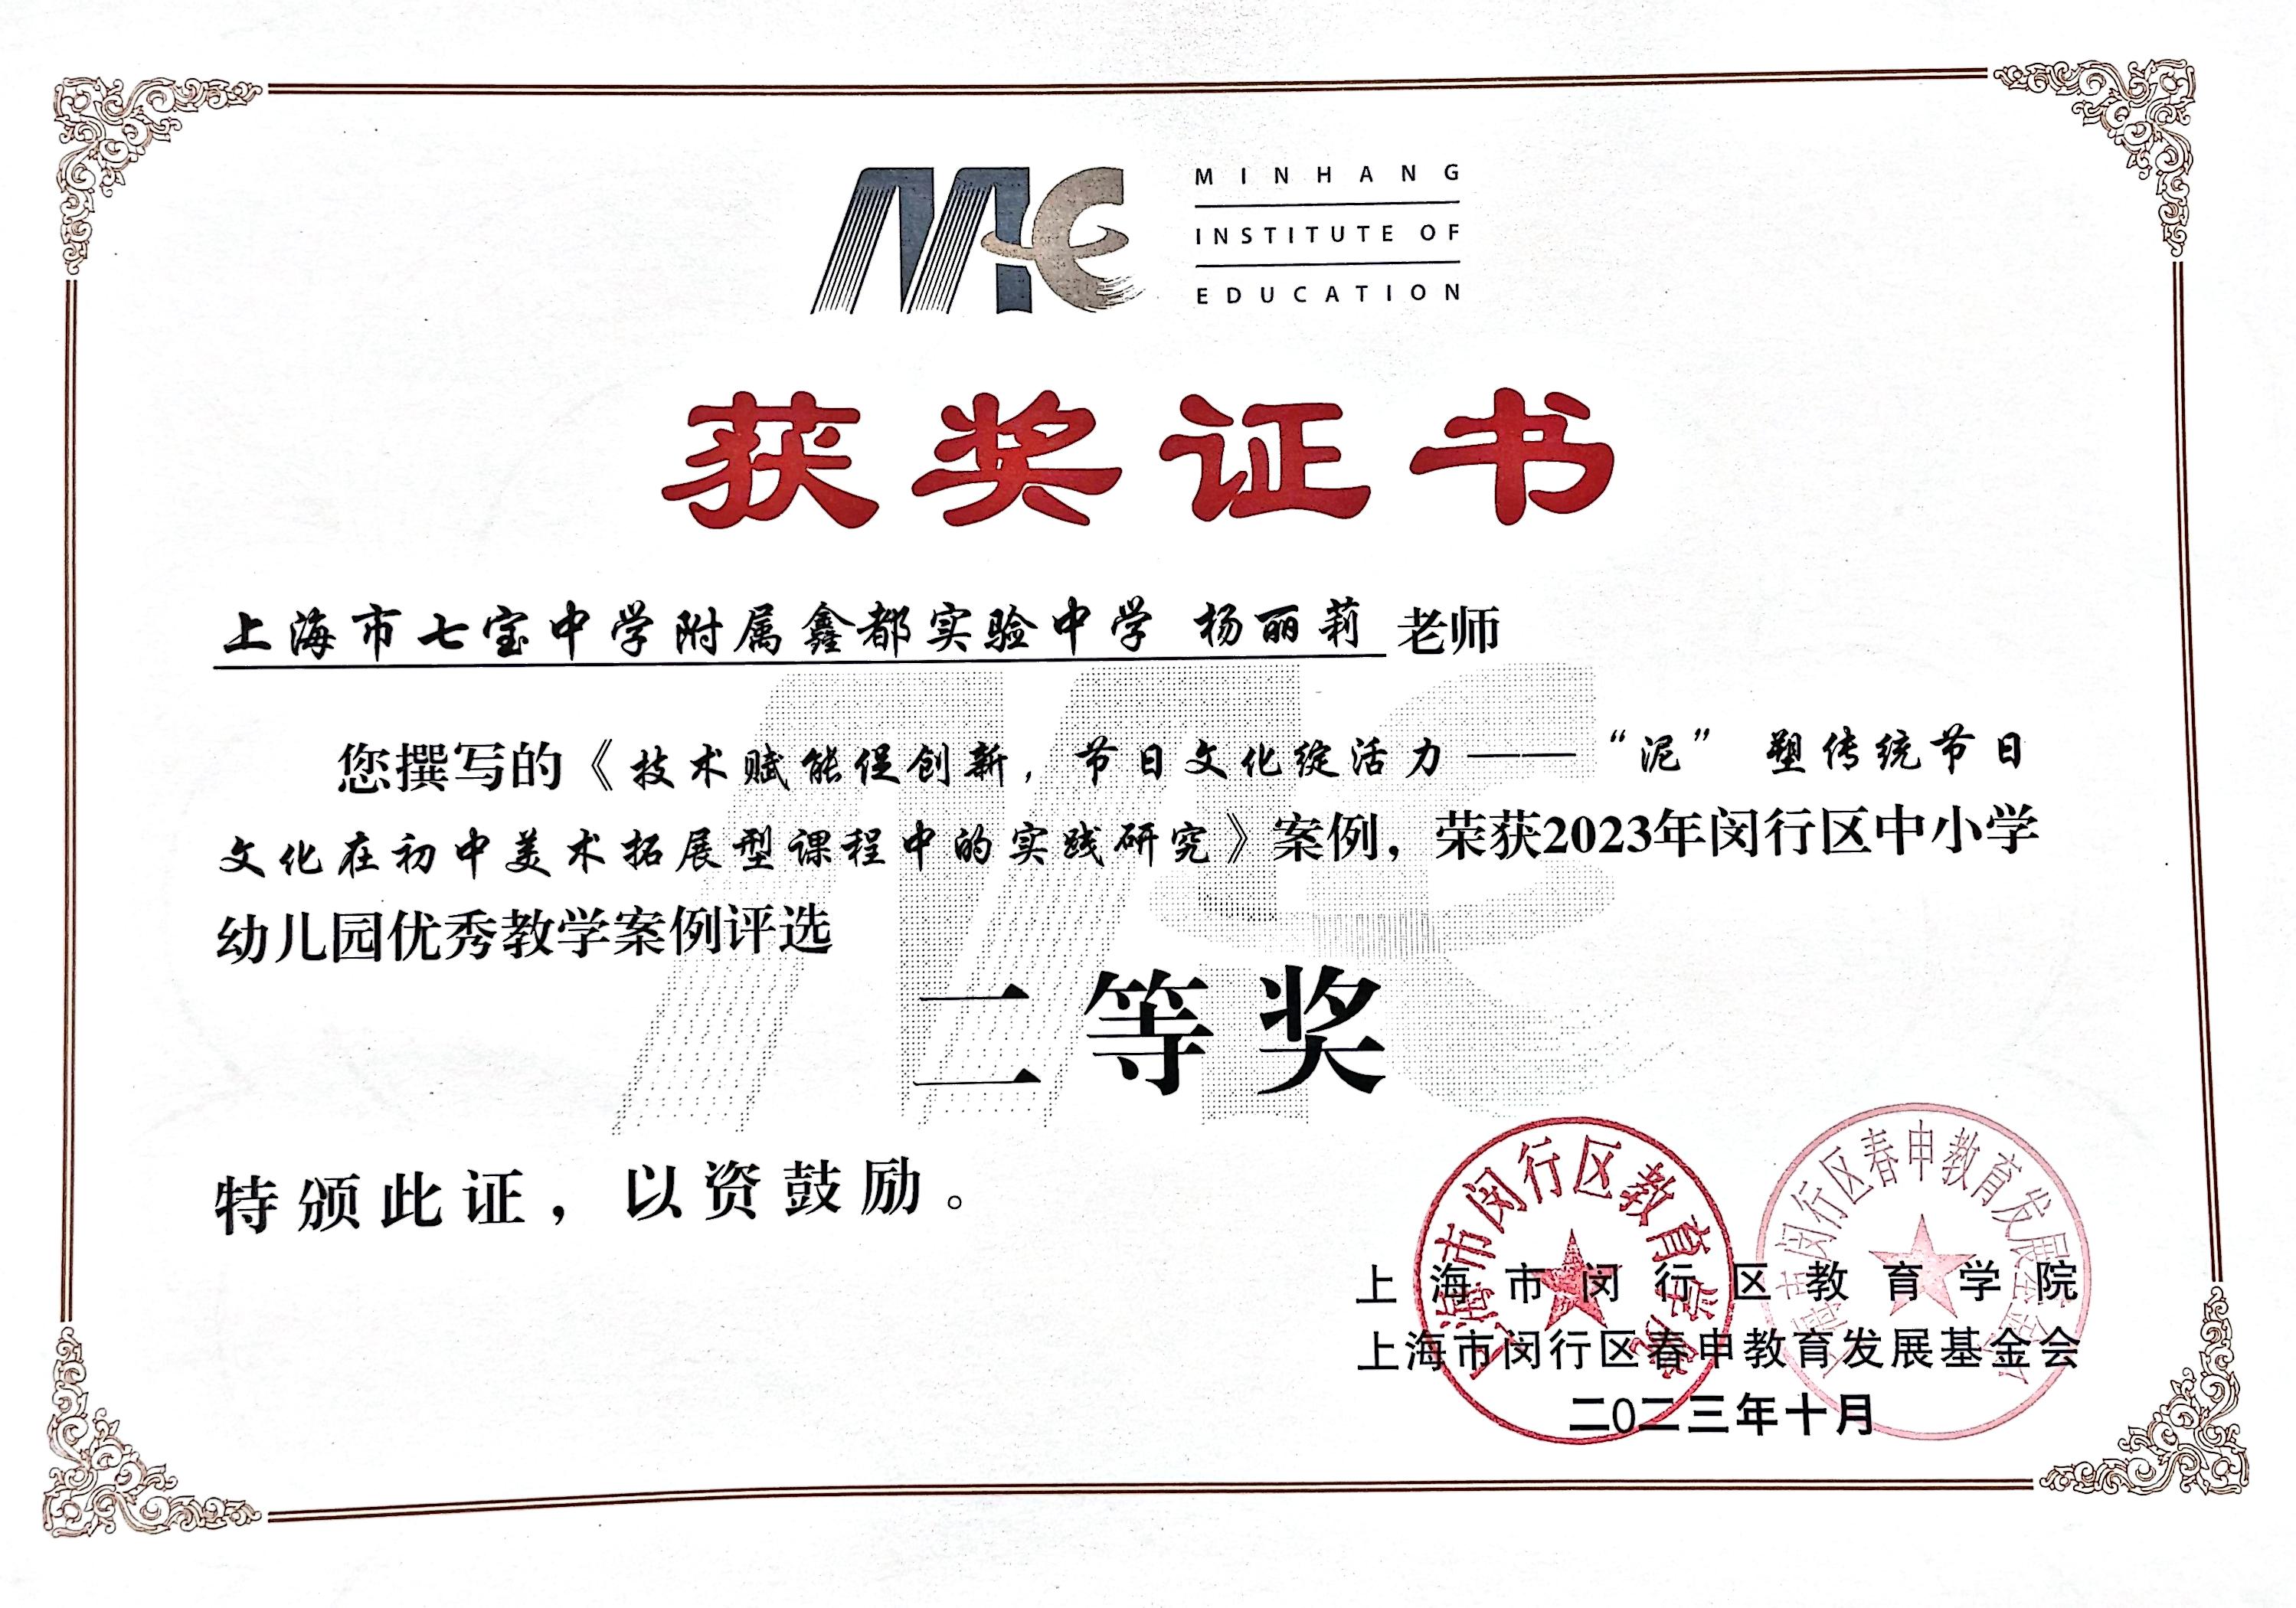 MINHANG
INSTITUTE OF
EDUCATION
获奖证书
上海市七宝中学附属鑫都实验中学 杨丽莉 老师
您撰写的《技术赋能促创新，节日文化绽活力——“泥”塑传统节日
文化在初中美术拓展型课程中的实践研究》案例，荣获2023年闵行区中小学
幼儿园优秀教学案例评选
二等奖
特颁此证，以资鼓励。
上海市闵行区教育学院
上海市闵行区春申教育发展基金会
上海市闵行区教育学院
上海市闵行区春申教育发展基金会
二0二三年十月